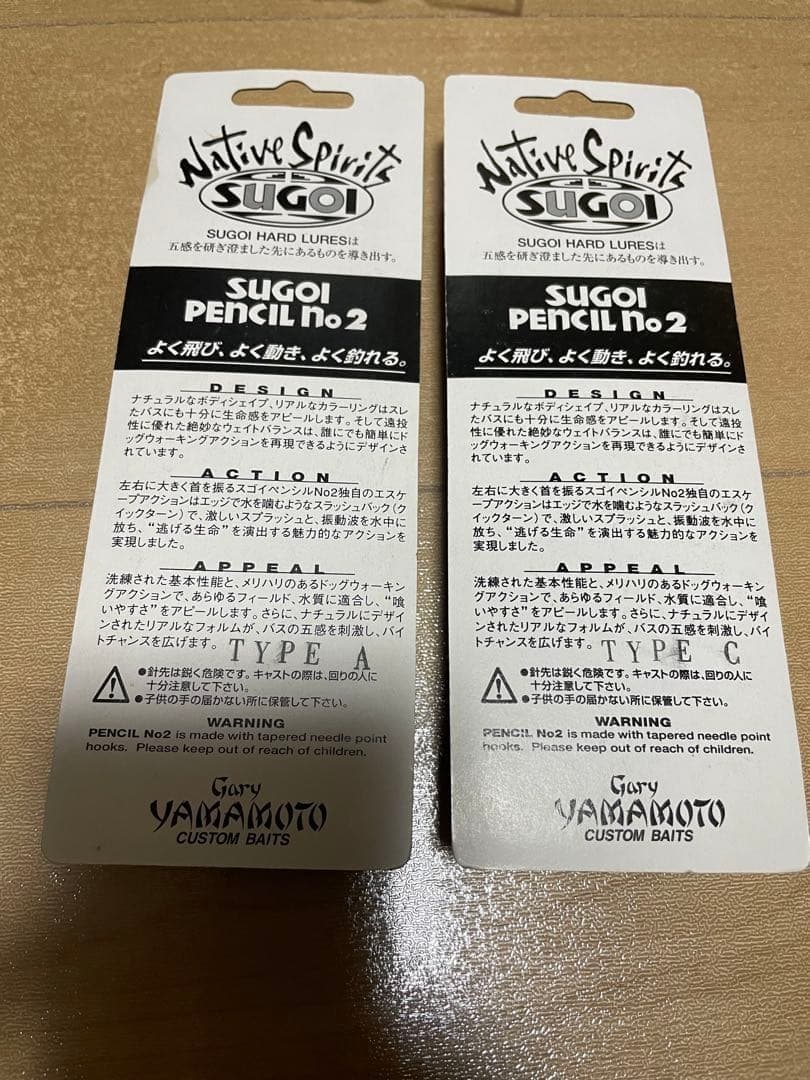 Native Spirits
SUGOI
SUGOI HARD LURESは
五感を研ぎ澄ました先にあるものを導き出す。
SUGOI
PENCIL No2
よく飛び、よく動き、よく釣れる。
DESIGN
ナチュラルなボディシェイプ、リアルなカラーリングはスレ
たバスにも十分に生命感をアピールします。そして遠投
性に優れた絶妙なウェイトバランスは、誰にでも簡単にド
ッグウォーキングアクションを再現できるようにデザインさ
れています。
ACTION
左右に大きく首を振るスゴイペンシルNo2独自のエスケ
ープアクションはエッジで水を噛むようなスラッシュバック(ク
イックターン)で、激しいスプラッシュと、振動波を水中に
放ち、“逃げる生命”を演出する魅力的なアクションを
実現しました。
APPEAL
洗練された基本性能と、メリハリのあるドッグウォーキン
グアクションで、あらゆるフィールド、水質に適合し、“喰
いやすさ”をアピールします。さらに、ナチュラルにデザイ
ンされたリアルなフォルムが、バスの五感を刺激し、バイ
トチャンスを広げます。
TYPE A
●針先は鋭く危険です。キャストの際は、回りの人に
十分注意して下さい。
●子供の手の届かない所に保管して下さい。
WARNING
PENCIL No2 is made with tapered needle point
hooks. Please keep out of reach of children.
Gary
YAMAMOTO
CUSTOM BAITS
Native Spirits
SUGOI
SUGOI HARD LURESは
五感を研ぎ澄ました先にあるものを導き出す。
SUGOI
PENCIL No2
よく飛び、よく動き、よく釣れる。
DESIGN
ナチュラルなボディシェイプ、リアルなカラーリングはスレ
たバスにも十分に生命感をアピールします。そして遠投
性に優れた絶妙なウェイトバランスは、誰にでも簡単にド
ッグウォーキングアクションを再現できるようにデザインさ
れています。
ACTION
左右に大きく首を振るスゴイペンシルNo2独自のエスケ
ープアクションはエッジで水を噛むようなスラッシュバック(ク
イックターン)で、激しいスプラッシュと、振動波を水中に
放ち、“逃げる生命”を演出する魅力的なアクションを
実現しました。
APPEAL
洗練された基本性能と、メリハリのあるドッグウォーキン
グアクションで、あらゆるフィールド、水質に適合し、“喰
いやすさ”をアピールします。さらに、ナチュラルにデザイ
ンされたリアルなフォルムが、バスの五感を刺激し、バイ
トチャンスを広げます。
TYPE C
●針先は鋭く危険です。キャストの際は、回りの人に
十分注意して下さい。
●子供の手の届かない所に保管して下さい。
WARNING
PENCIL No2 is made with tapered needle point
hooks. Please keep out of reach of children.
Gary
YAMAMOTO
CUSTOM BAITS